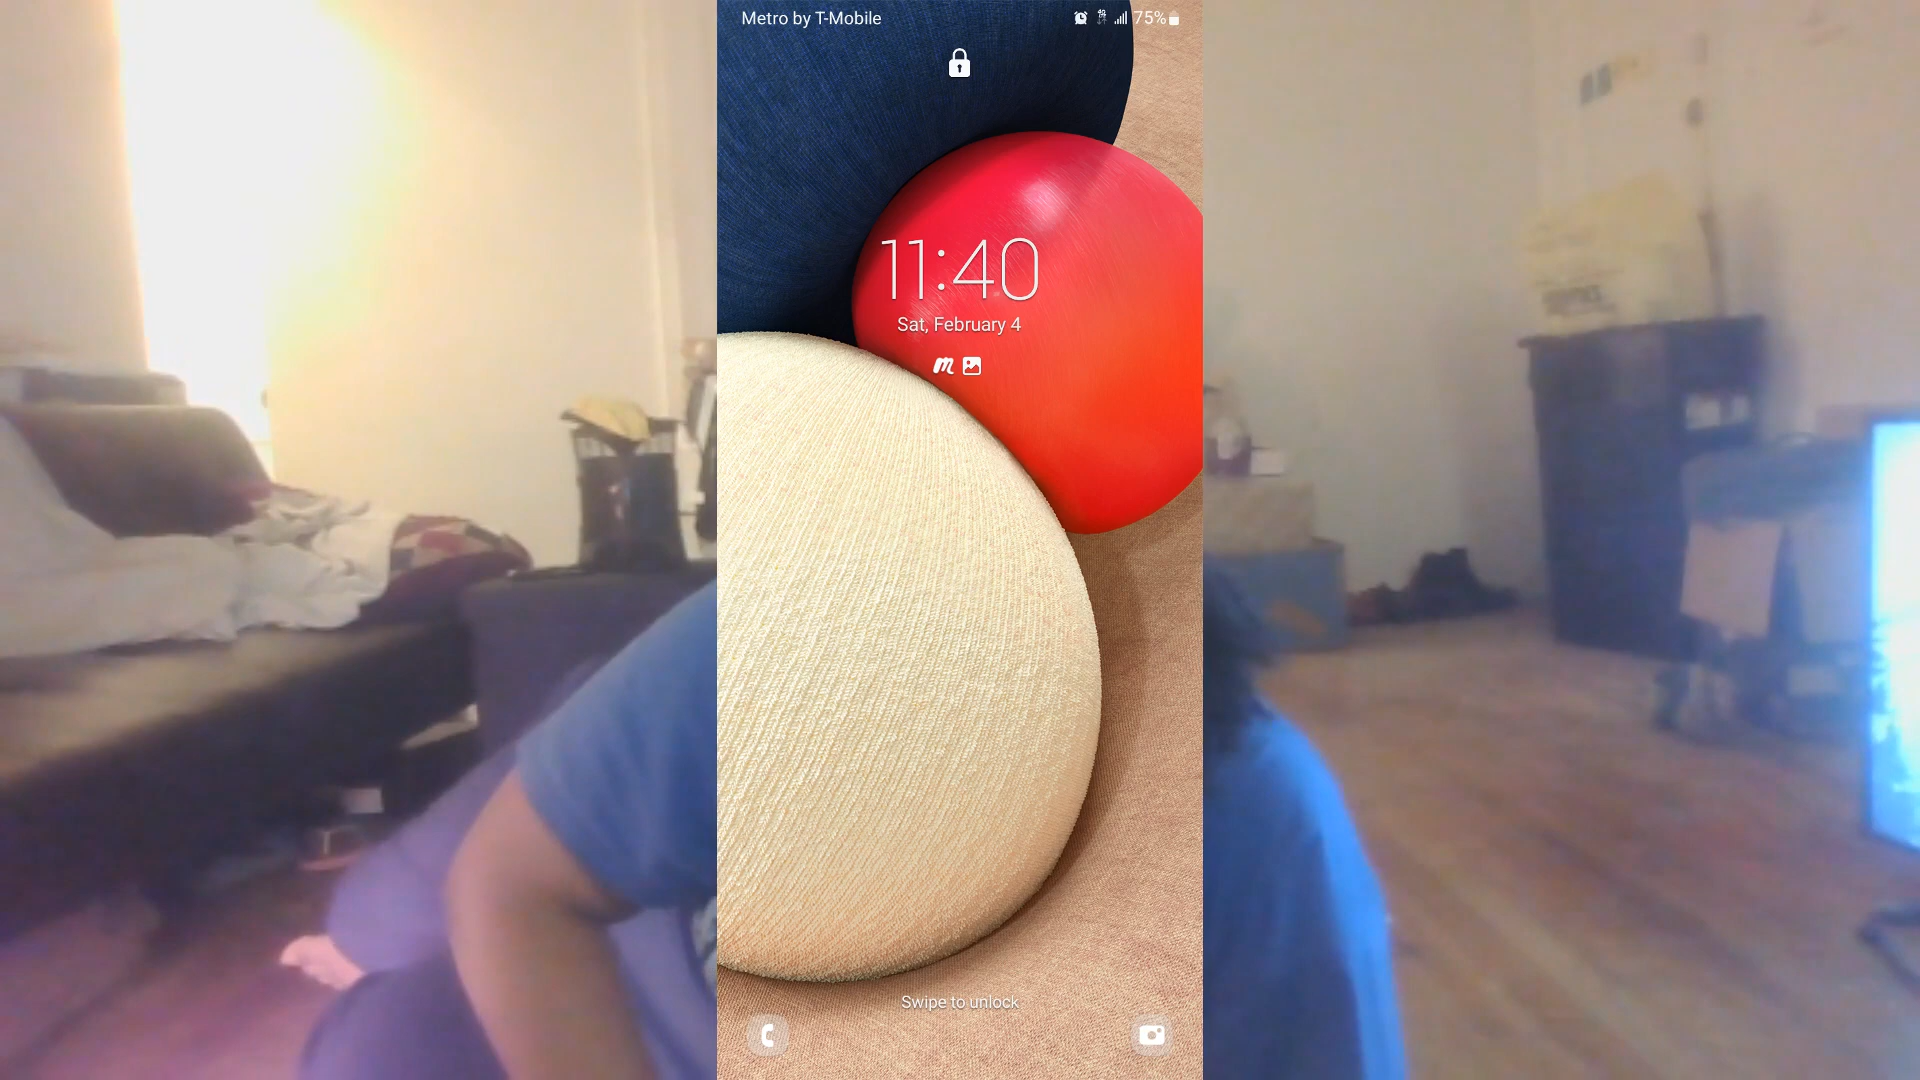 Metro by T-Mobile 75%
11:40
Sat, February 4
m
Swipe to unlock